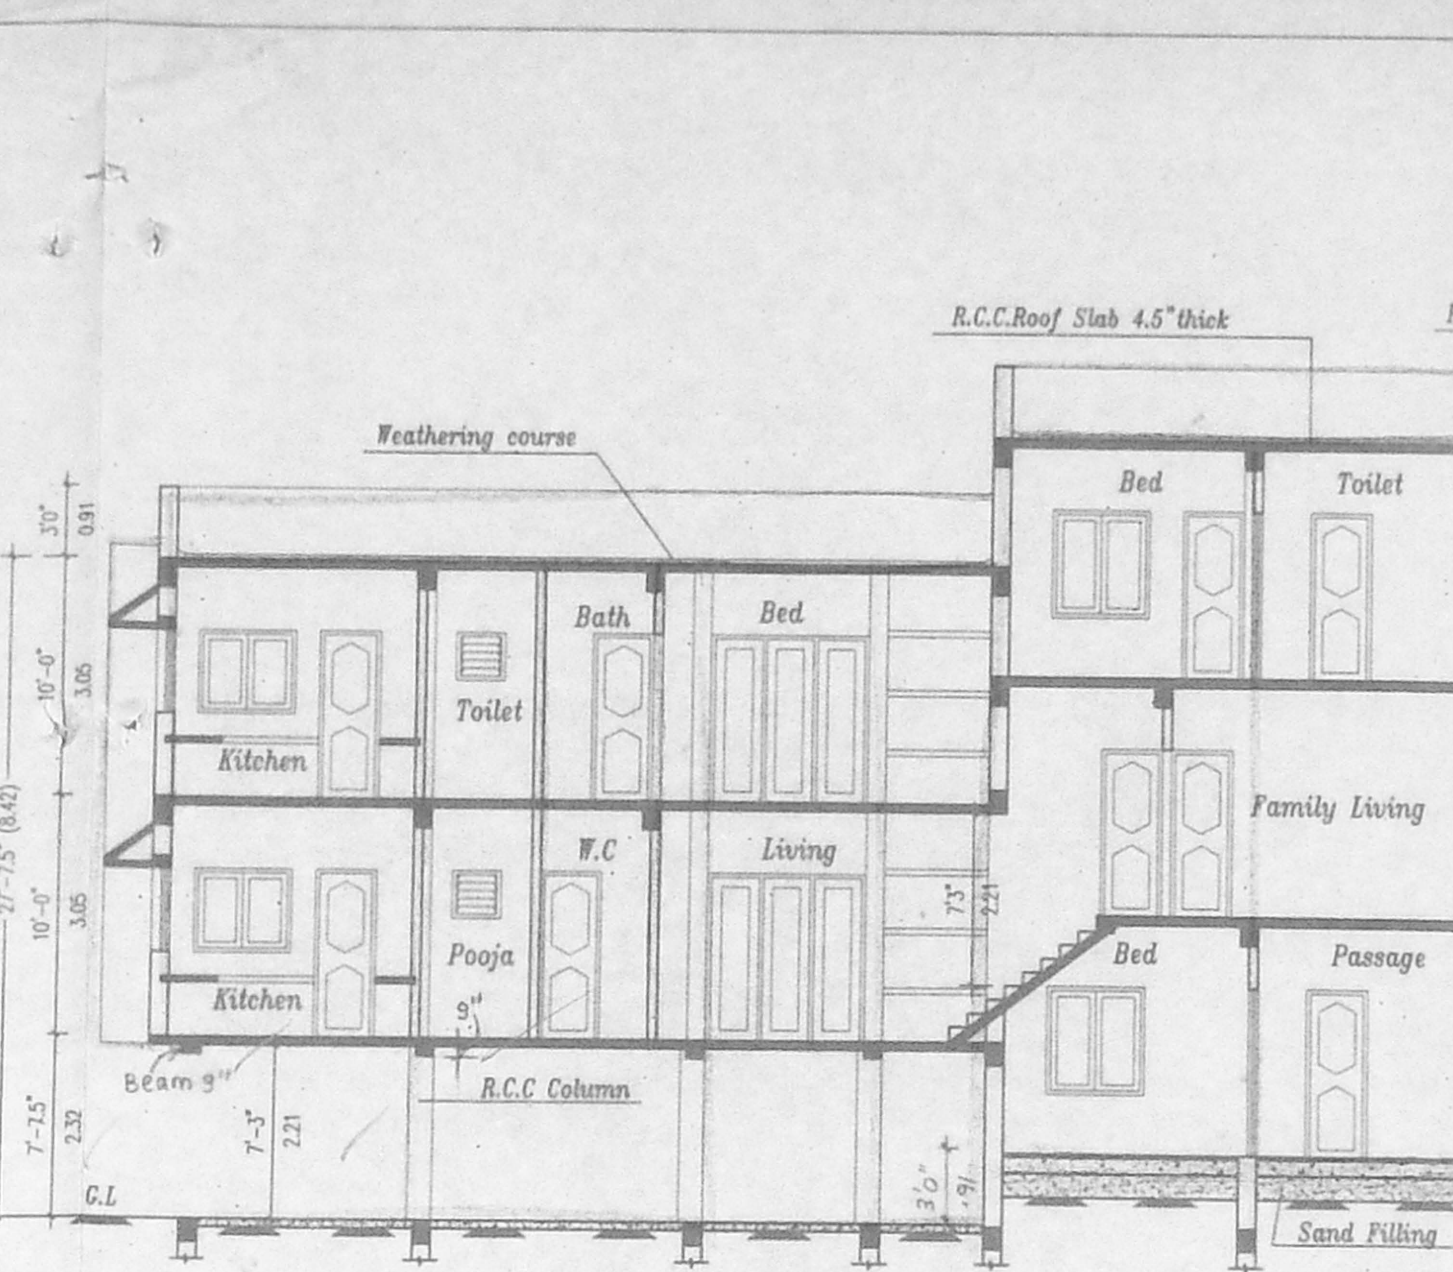 R.C.C.Roof Slab 4.5" thick
Weathering course
Bed
Toilet
3'0"
0.91
Bath
Bed
10'-0"
3.05
Toilet
Kitchen
Family Living
27'-7.5" (8.42)
W.C
Living
10'-0"
3.05
7'3"
2.21
Pooja
Bed
Passage
Kitchen
9"
Beam 9"
R.C.C Column
7'-7.5"
2.32
7'-3"
2.21
3'0"
.91
G.L
Sand Filling